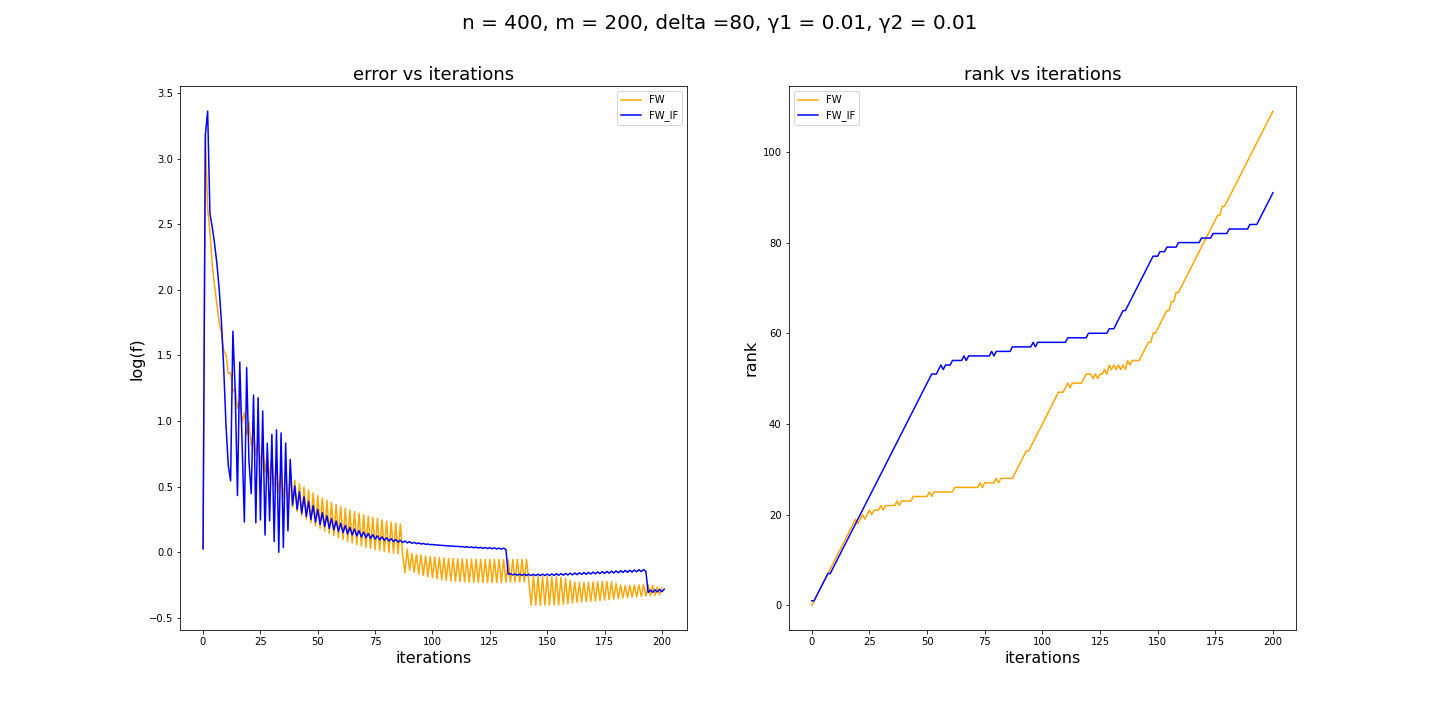 n = 400, m = 200, delta =80, γ1 = 0.01, γ2 = 0.01
error vs iterations
3.5
3.0
2.5
2.0
1.5
1.0
0.5
0.0
−0.5
log(f)
FW
FW_IF
0 25 50 75 100 125 150 175 200
iterations
rank vs iterations
FW
FW_IF
100
80
60
40
20
0
rank
0 25 50 75 100 125 150 175 200
iterations